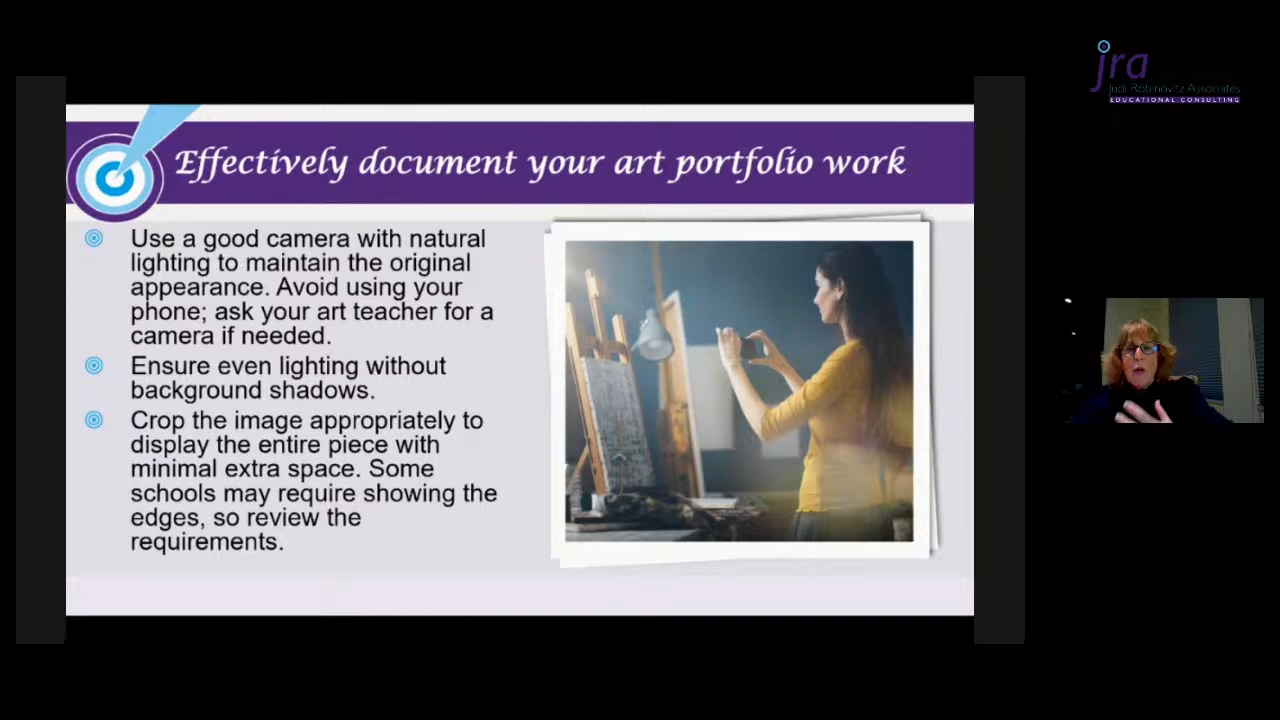 Effectively document your art portfolio work
Use a good camera with natural
lighting to maintain the original
appearance. Avoid using your
phone; ask your art teacher for a
camera if needed.
Ensure even lighting without
background shadows.
Crop the image appropriately to
display the entire piece with
minimal extra space. Some
schools may require showing the
edges, so review the
requirements.
jra
Judi Robinovitz Associates
EDUCATIONAL CONSULTING